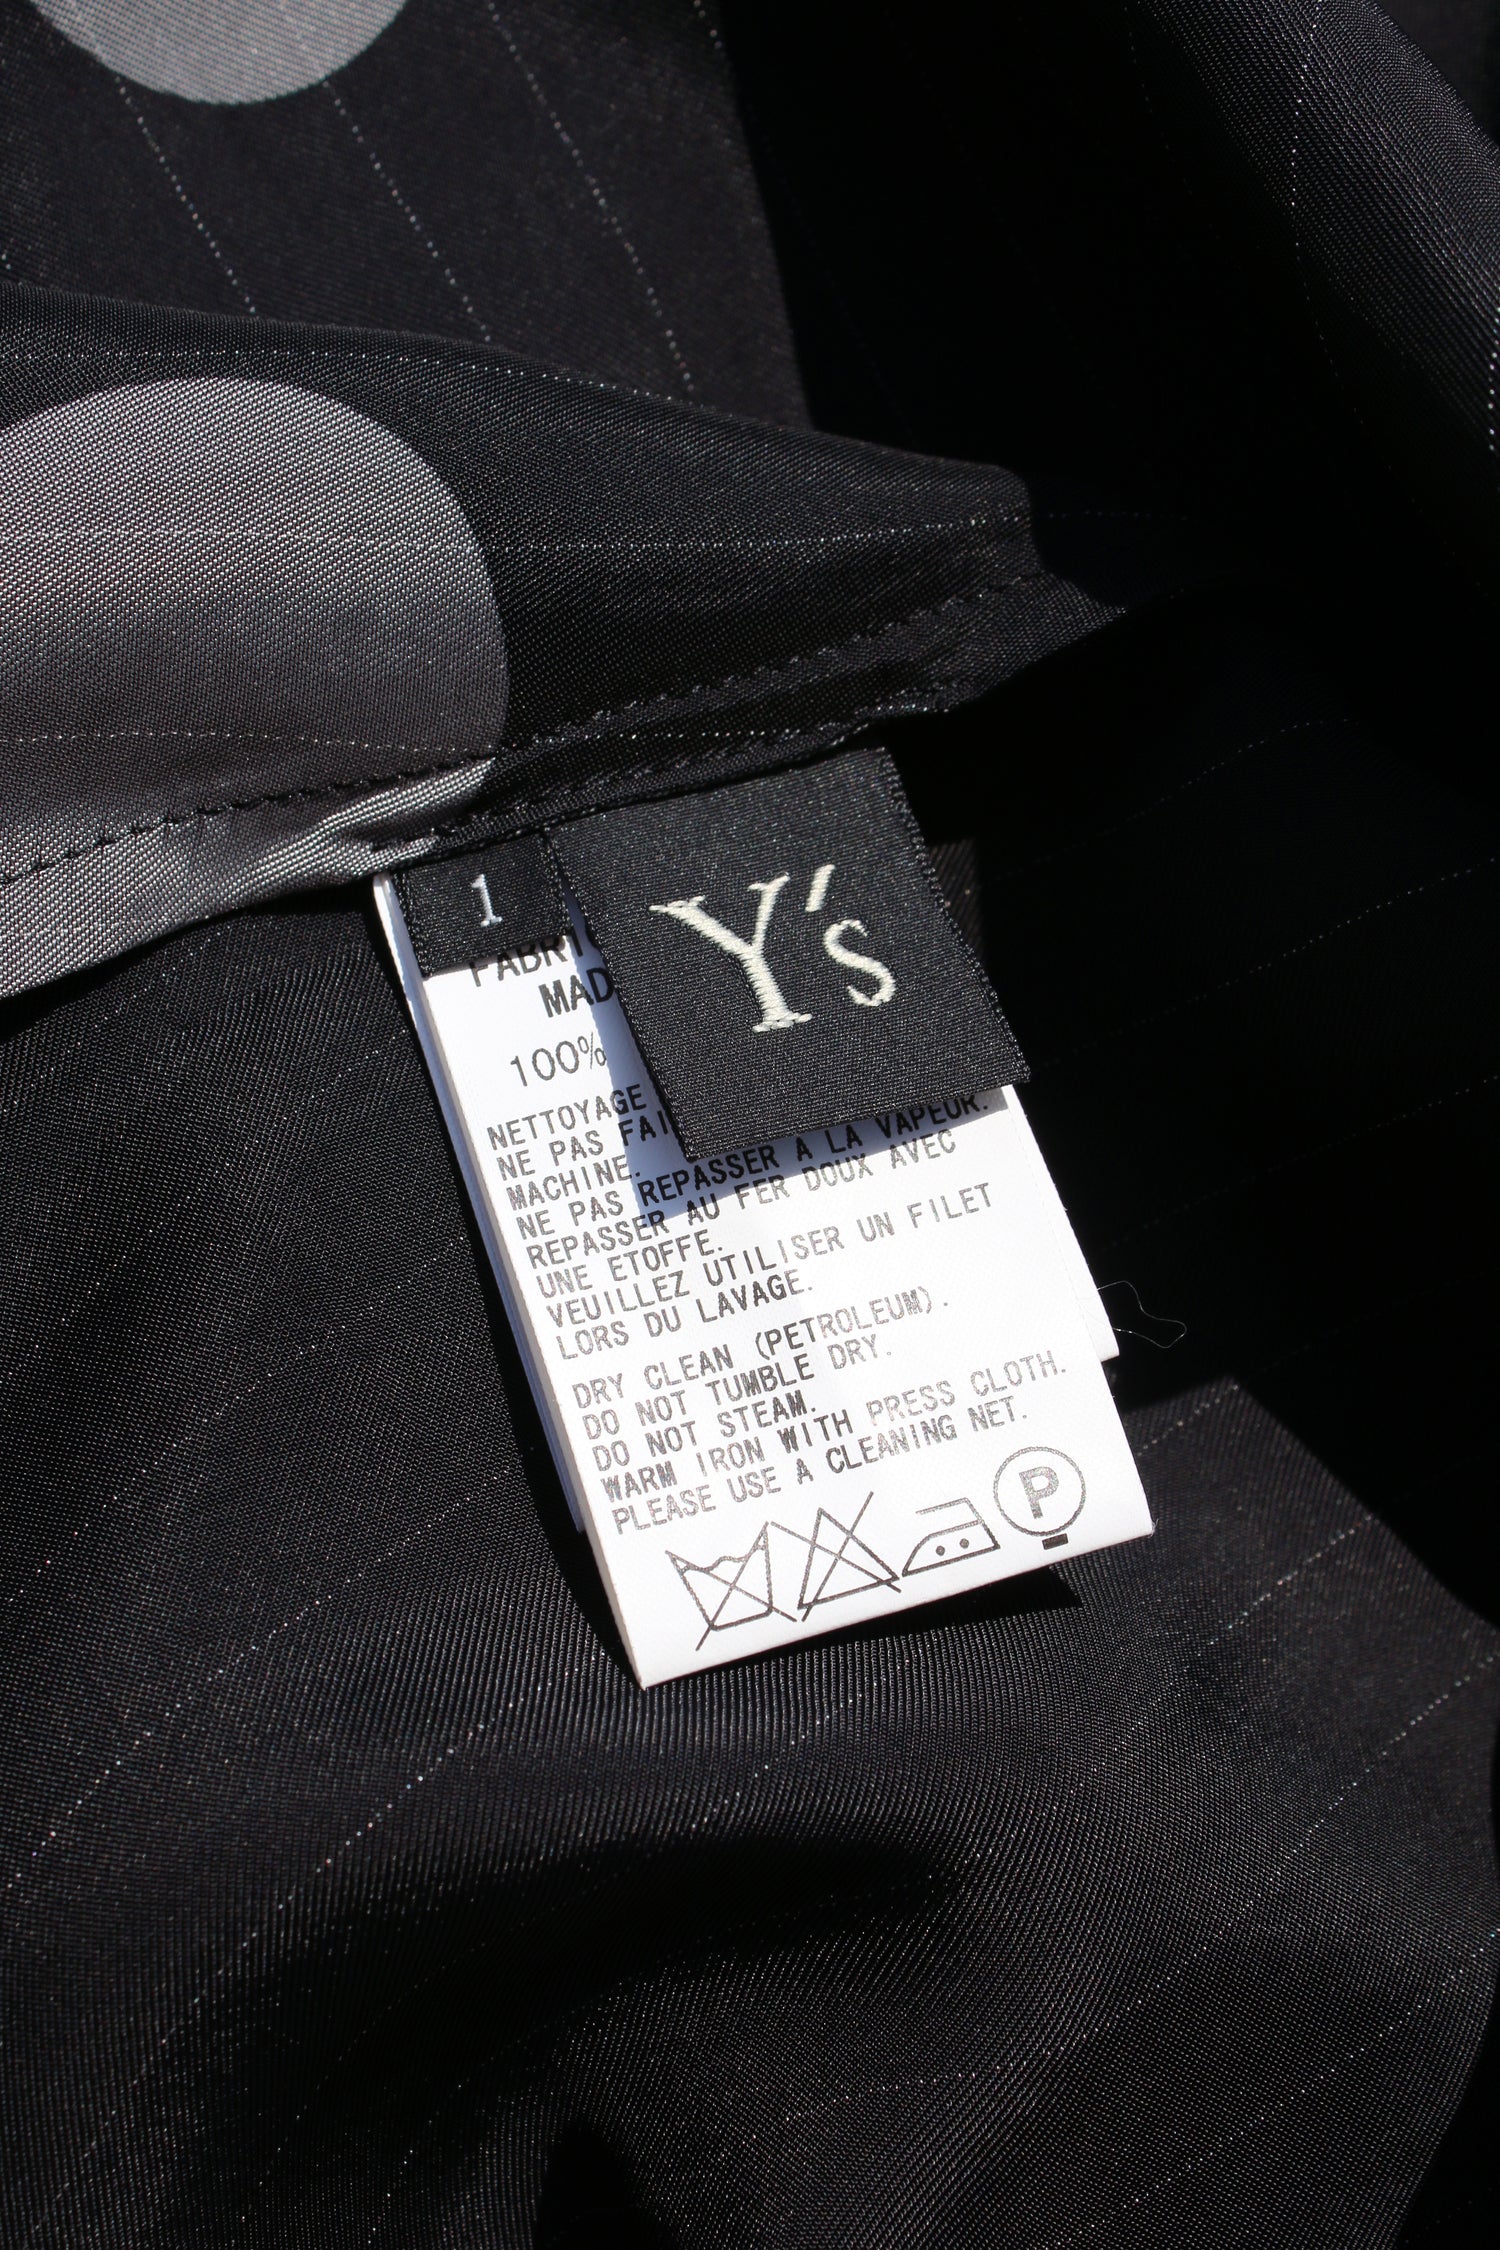 1
Y's
100%
NETTOYAGE
NE PAS
MACHINE.
NE PAS REPASSER A LA VAPEUR.
REPASSER AU FER DOUX AVEC
UNE ETOFFE.
VEUILLEZ UTILISER UN FILET
LORS DU LAVAGE.
DRY CLEAN (PETROLEUM).
DO NOT TUMBLE DRY.
DO NOT STEAM.
WARM IRON WITH PRESS CLOTH.
PLEASE USE A CLEANING NET.
P